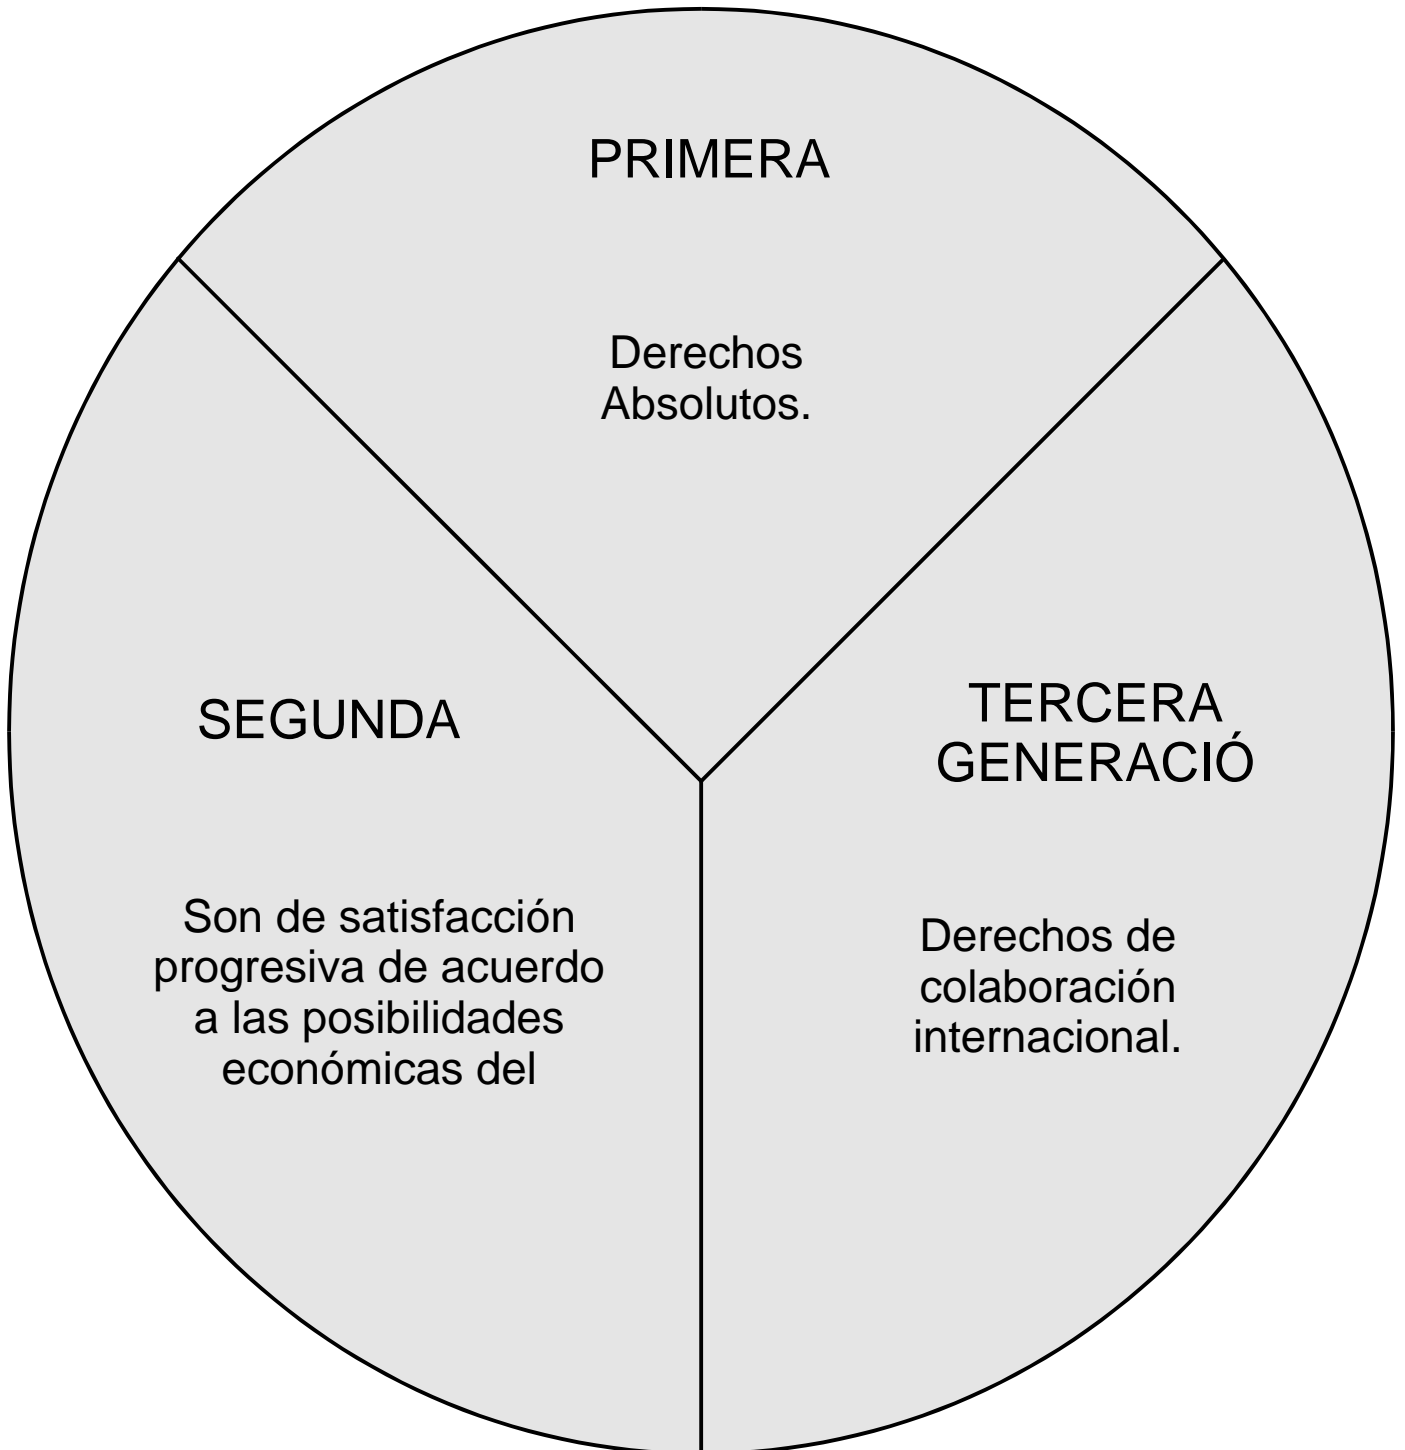 PRIMERA
Derechos
Absolutos.
SEGUNDA
Son de satisfacción
progresiva de acuerdo
a las posibilidades
económicas del
TERCERA
GENERACIÓ
Derechos de
colaboración
internacional.